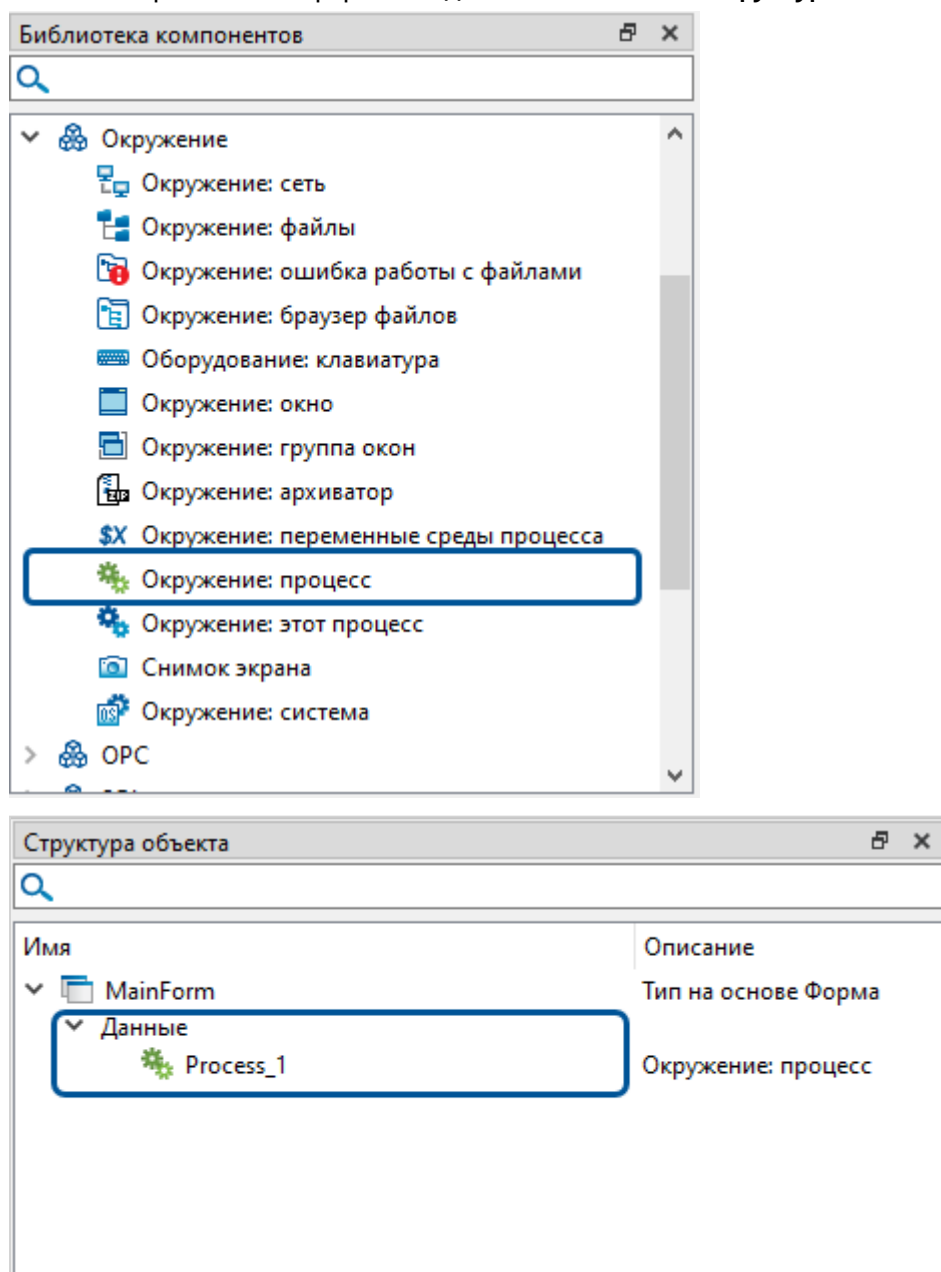 Библиотека компонентов
Окружение
Окружение: сеть
Окружение: файлы
Окружение: ошибка работы с файлами
Окружение: браузер файлов
Оборудование: клавиатура
Окружение: окно
Окружение: группа окон
Окружение: архиватор
$X Окружение: переменные среды процесса
Окружение: процесс
Окружение: этот процесс
Снимок экрана
OS Окружение: система
OPC
Структура объекта
Имя Описание
MainForm Тип на основе Форма
Данные
Process_1 Окружение: процесс